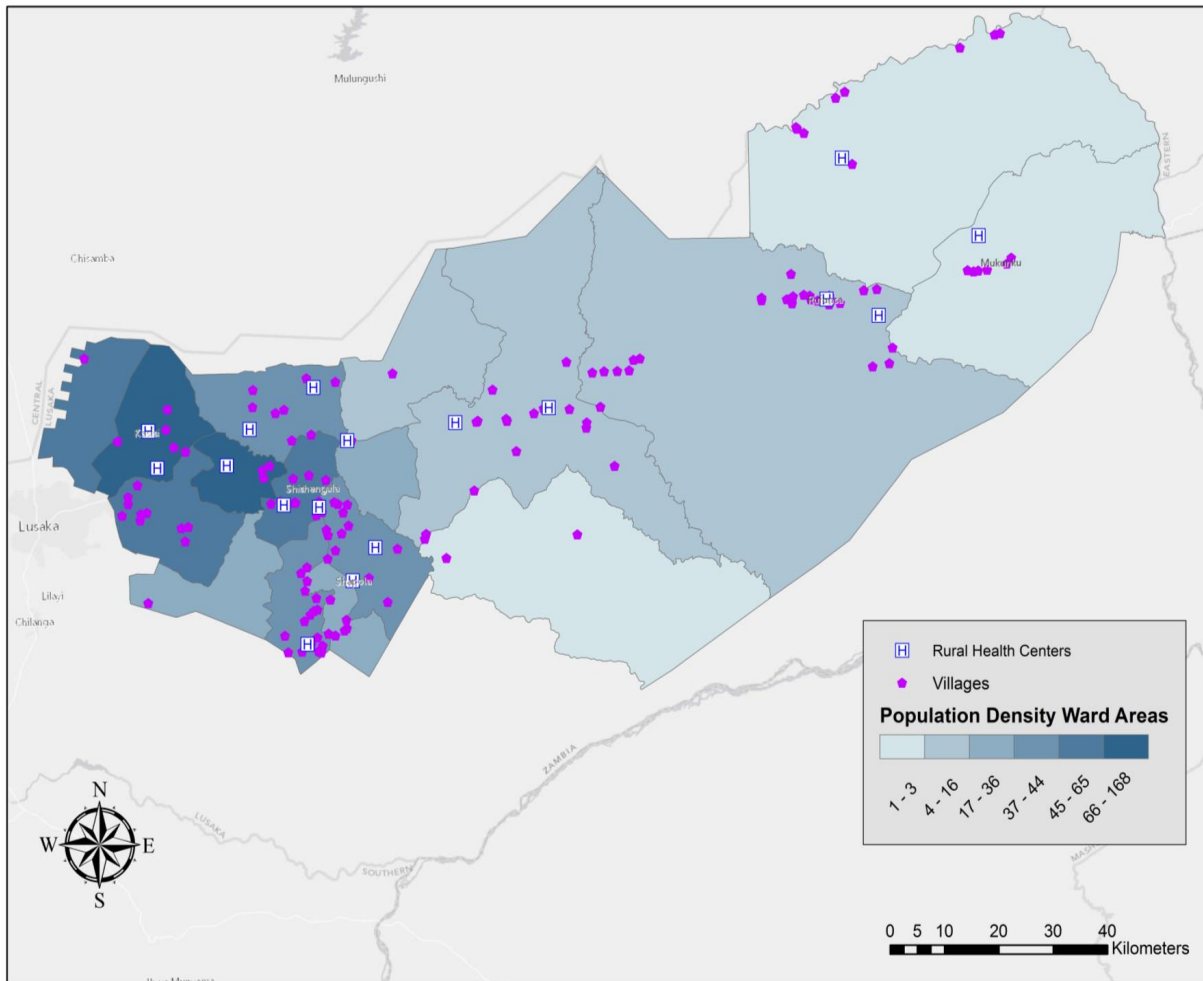 Mulungushi
EASTERN
Chisamba
Mukunku
CENTRAL
LUSAKA
Shishangulu
Lusaka
Lilayi
Chilanga
H Rural Health Centers
Villages
Population Density Ward Areas
1 - 3
4 - 16
17 - 36
37 - 44
45 - 65
66 - 168
ZAMBIA
LUSAKA
SOUTHERN
N
W E
S
0 5 10 20 30 40
Kilometers